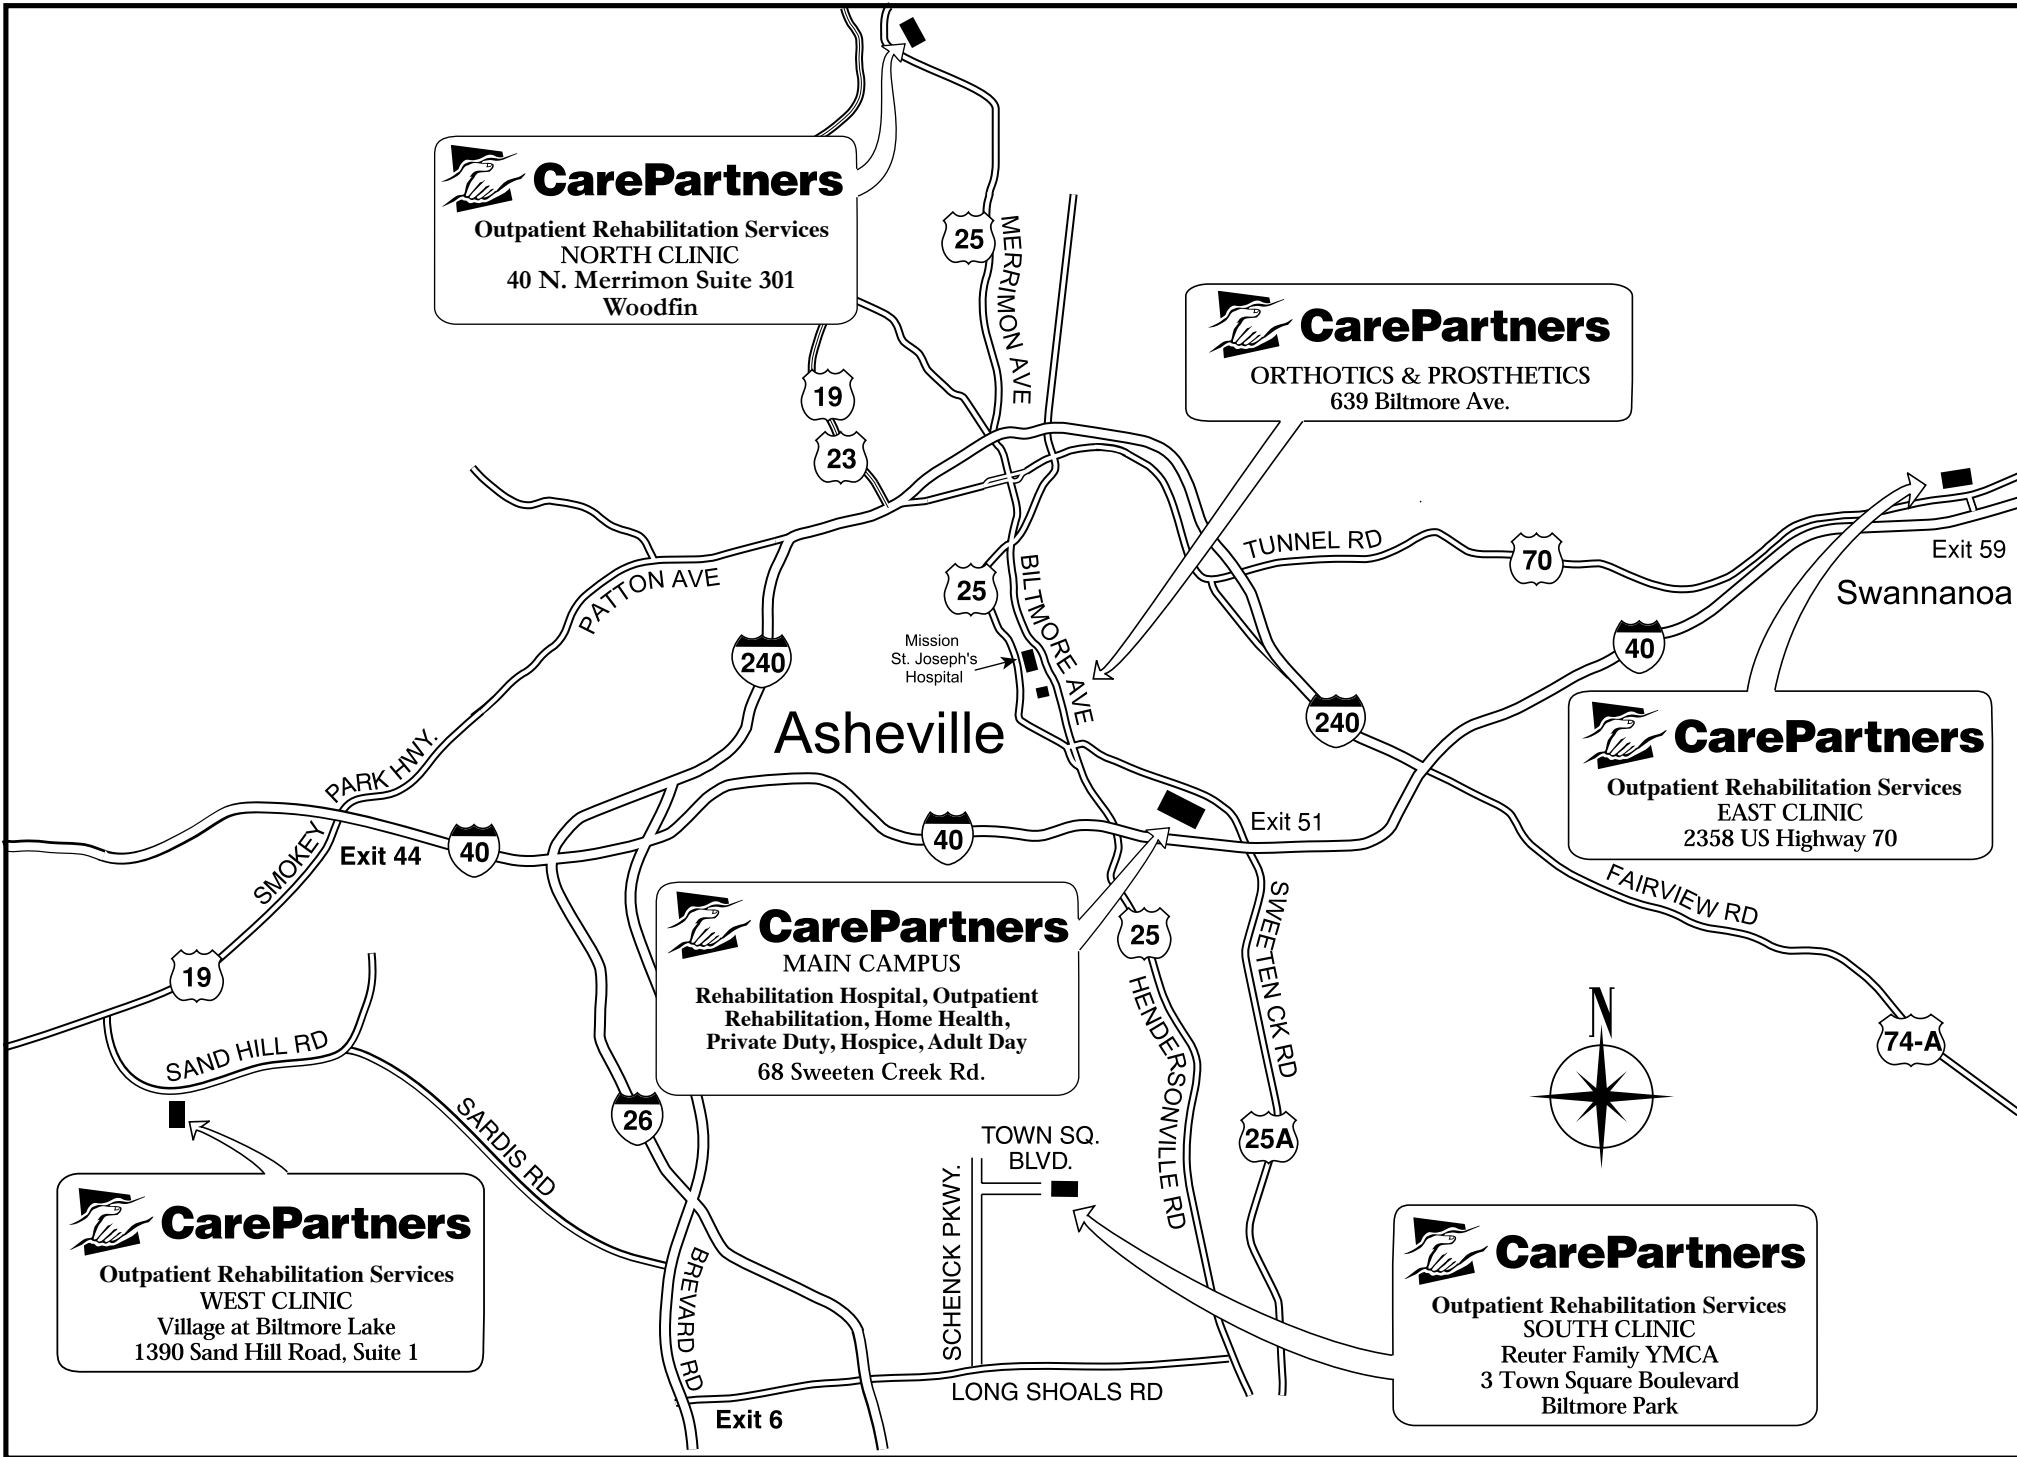 CarePartners
Outpatient Rehabilitation Services
NORTH CLINIC
40 N. Merrimon Suite 301
Woodfin
25
MERRIMON AVE
CarePartners
ORTHOTICS & PROSTHETICS
639 Biltmore Ave.
19
23
TUNNEL RD
70
Exit 59
Swannanoa
PATTON AVE
25
BILTMORE AVE
Mission
St. Joseph's
Hospital
240
40
240
Asheville
CarePartners
Outpatient Rehabilitation Services
EAST CLINIC
2358 US Highway 70
SMOKEY PARK HWY.
Exit 44
40
40
Exit 51
FAIRVIEW RD
CarePartners
MAIN CAMPUS
Rehabilitation Hospital, Outpatient
Rehabilitation, Home Health,
Private Duty, Hospice, Adult Day
68 Sweeten Creek Rd.
25
SWEETEN CK RD
19
HENDERSONVILLE RD
N
74-A
SAND HILL RD
SARDIS RD
26
TOWN SQ.
BLVD.
25A
SCHENCK PKWY.
CarePartners
Outpatient Rehabilitation Services
WEST CLINIC
Village at Biltmore Lake
1390 Sand Hill Road, Suite 1
BREVARD RD
CarePartners
Outpatient Rehabilitation Services
SOUTH CLINIC
Reuter Family YMCA
3 Town Square Boulevard
Biltmore Park
LONG SHOALS RD
Exit 6